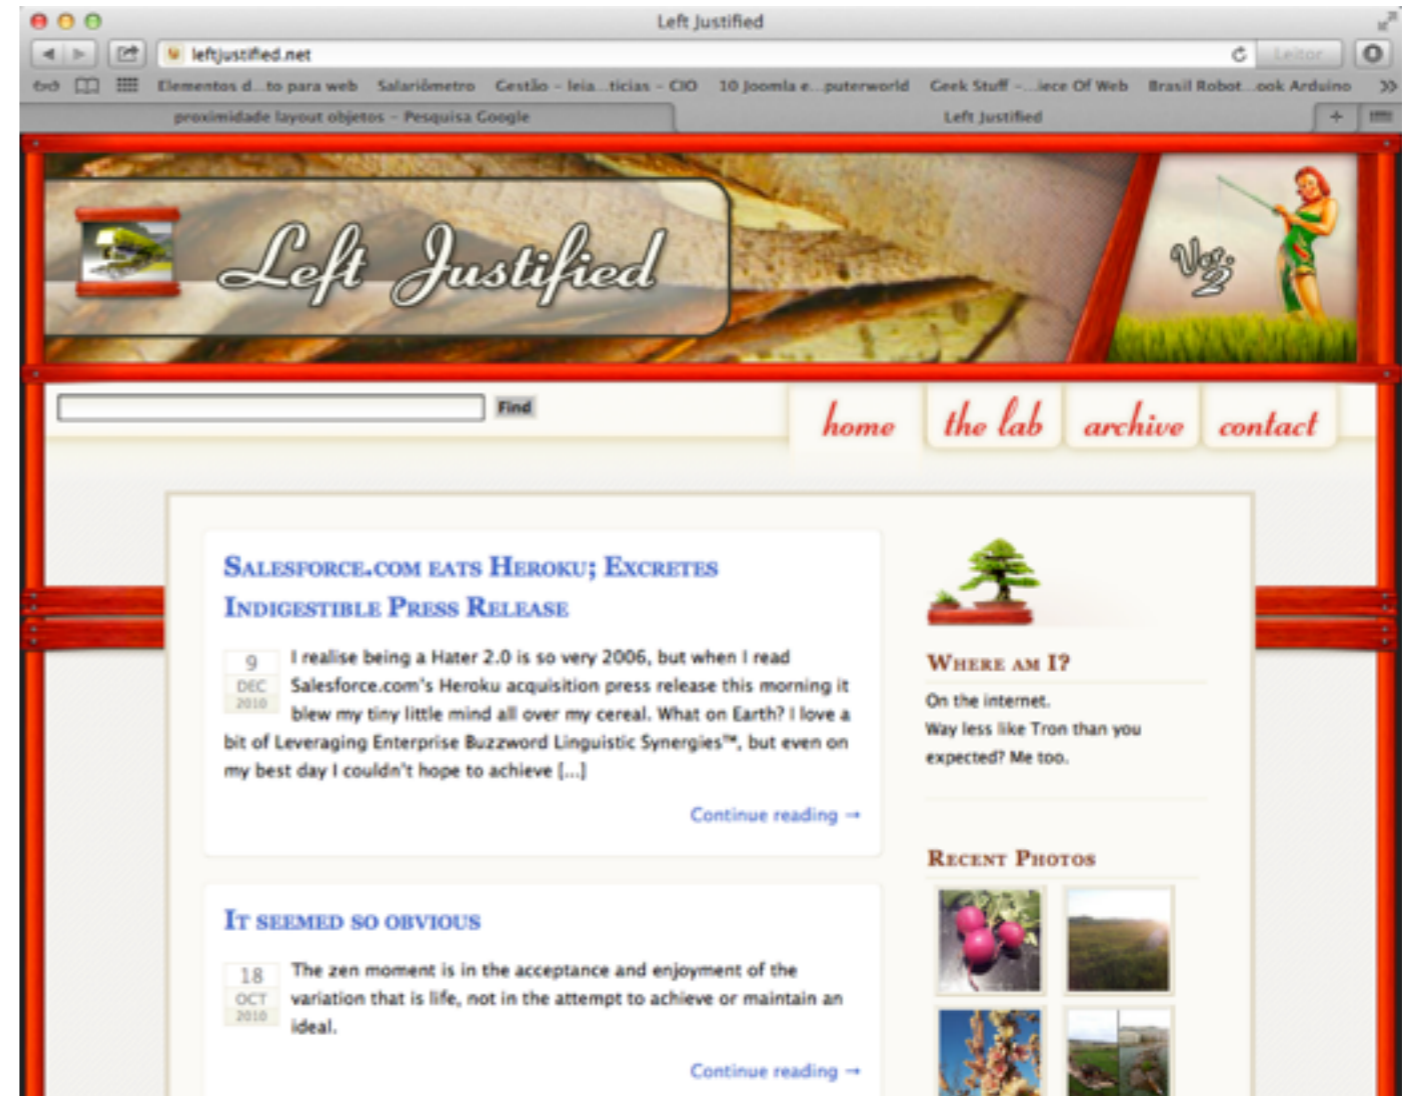 Left Justified
leftjustified.net
Leitor
Elementos d...to para web Salariômetro Gestão - leia...ticias - CIO 10 Joomla e...puterworld Geek Stuff - ...iece Of Web Brasil Robot...ook Arduino
proximidade layout objetos - Pesquisa Google
Left Justified
Left Justified
Ver.
2
Find
home the lab archive contact
Salesforce.com eats Heroku; Excretes
Indigestible Press Release
9
DEC
2010
I realise being a Hater 2.0 is so very 2006, but when I read
Salesforce.com's Heroku acquisition press release this morning it
blew my tiny little mind all over my cereal. What on Earth? I love a
bit of Leveraging Enterprise Buzzword Linguistic Synergies™, but even on
my best day I couldn't hope to achieve [...]
Continue reading →
It seemed so obvious
18
OCT
2010
The zen moment is in the acceptance and enjoyment of the
variation that is life, not in the attempt to achieve or maintain an
ideal.
Continue reading →
Where am I?
On the internet.
Way less like Tron than you
expected? Me too.
Recent Photos